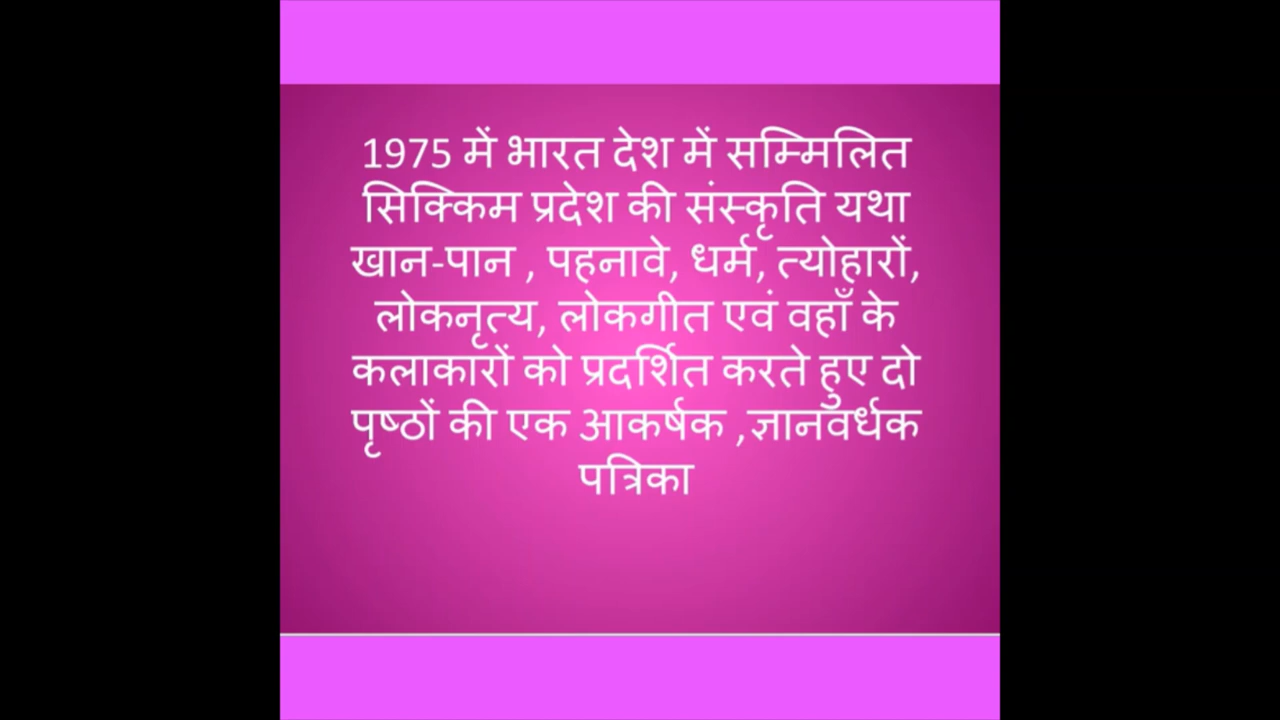 1975 में भारत देश में सम्मिलित
सिक्किम प्रदेश की संस्कृति यथा
खान-पान , पहनावे, धर्म, त्योहारों,
लोकनृत्य, लोकगीत एवं वहाँ के
कलाकारों को प्रदर्शित करते हुए दो
पृष्ठों की एक आकर्षक ,ज्ञानवर्धक
पत्रिका